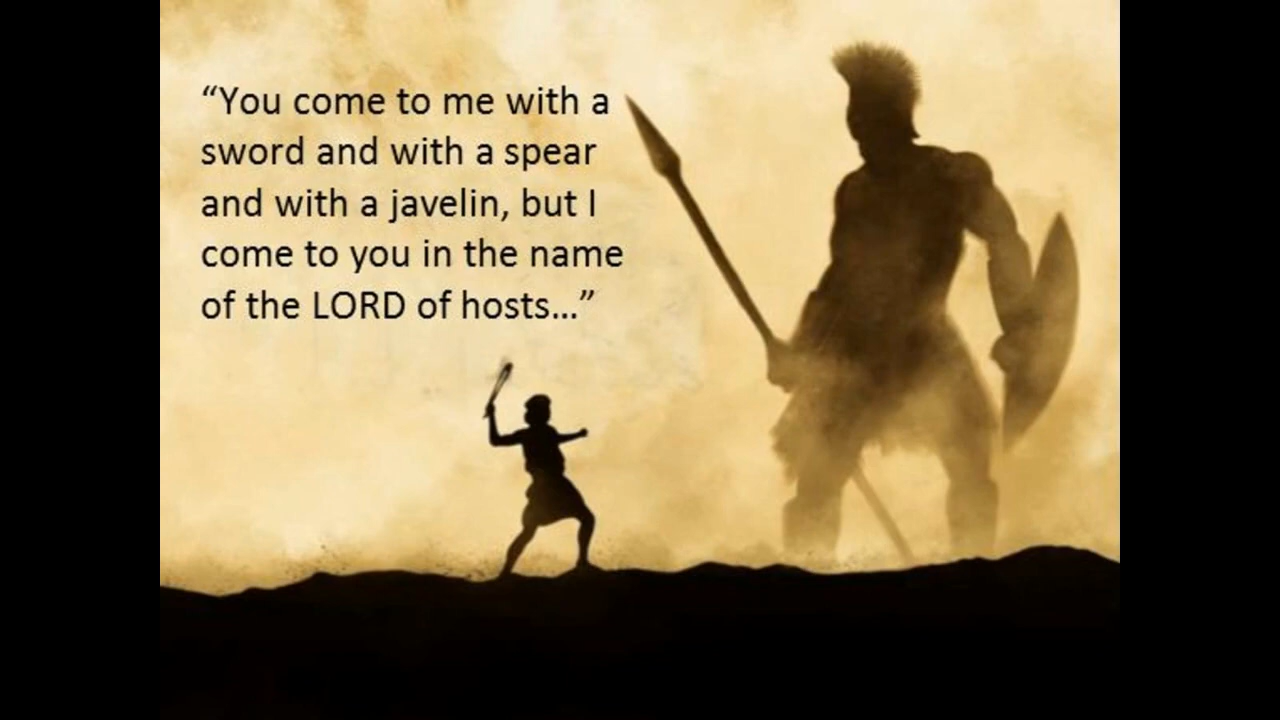 “You come to me with a
sword and with a spear
and with a javelin, but I
come to you in the name
of the LORD of hosts...”